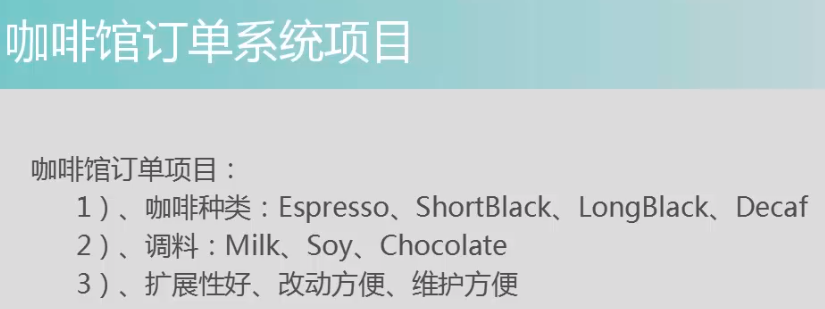 咖啡馆订单系统项目
咖啡馆订单项目：
1）、咖啡种类：Espresso、ShortBlack、LongBlack、Decaf
2）、调料：Milk、Soy、Chocolate
3）、扩展性好、改动方便、维护方便